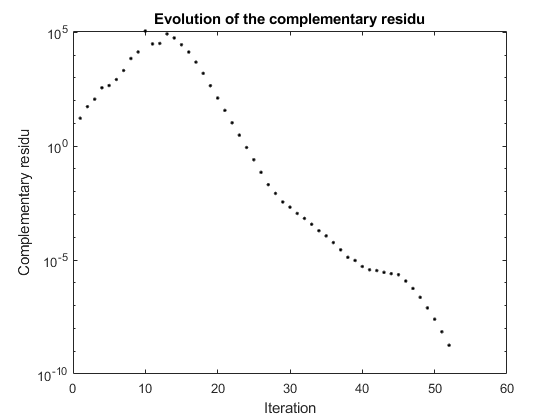 Evolution of the complementary residu
10^5
10^0
10^-5
10^-10
Complementary residu
0 10 20 30 40 50 60
Iteration